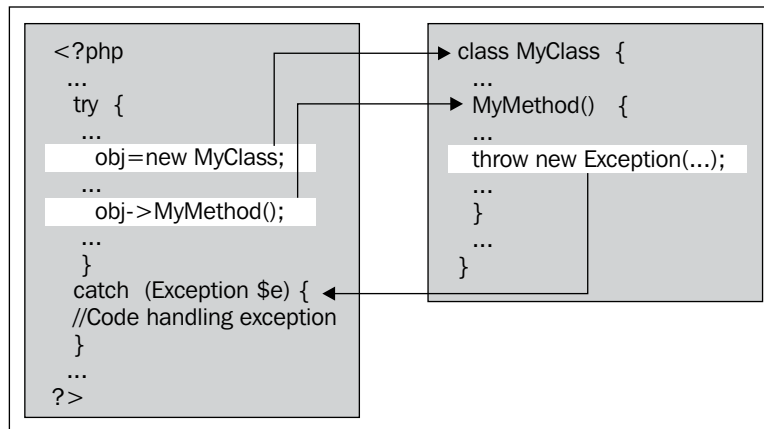 <?php
...
try {
...
obj=new MyClass;
...
obj->MyMethod();
...
}
catch (Exception $e) {
//Code handling exception
}
...
?>
class MyClass {
...
MyMethod() {
...
throw new Exception(...);
...
}
...
}